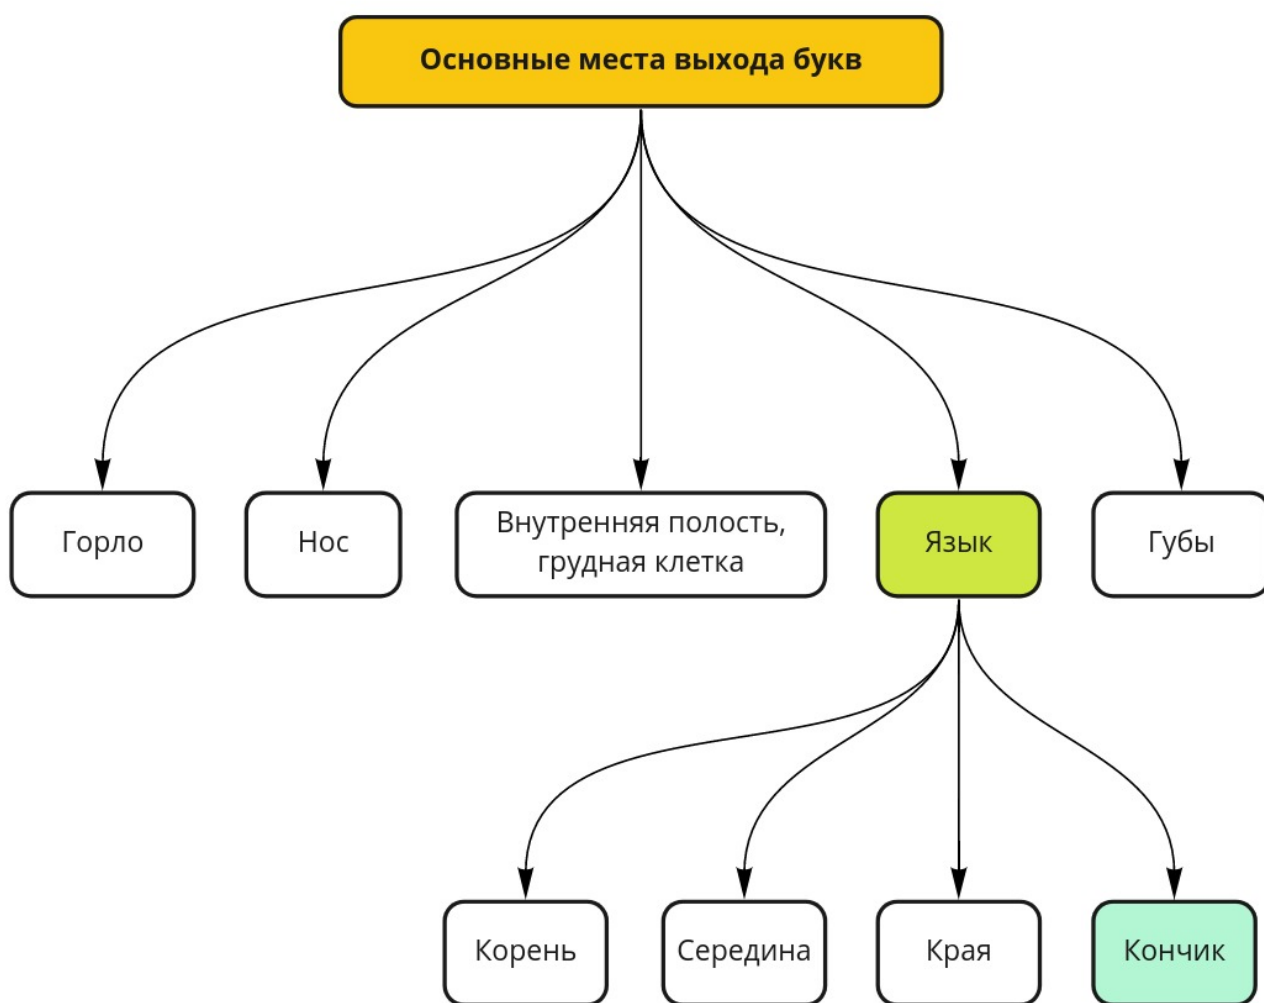 Основные места выхода букв
Горло
Нос
Внутренняя полость,
грудная клетка
Язык
Губы
Корень
Середина
Края
Кончик